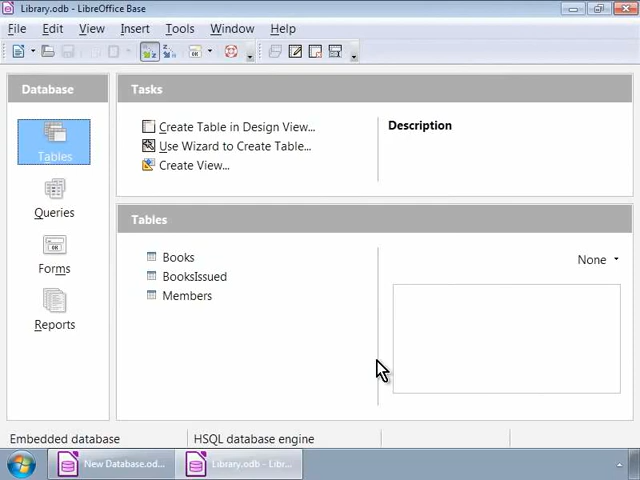 Library.odb - LibreOffice Base
File Edit View Insert Tools Window Help
Database
Tasks
Tables
Queries
Forms
Reports
Create Table in Design View...
Use Wizard to Create Table...
Create View...
Description
Tables
Books
BooksIssued
Members
None
Embedded database
HSQL database engine
New Database.od...
Library.odb - Libr...